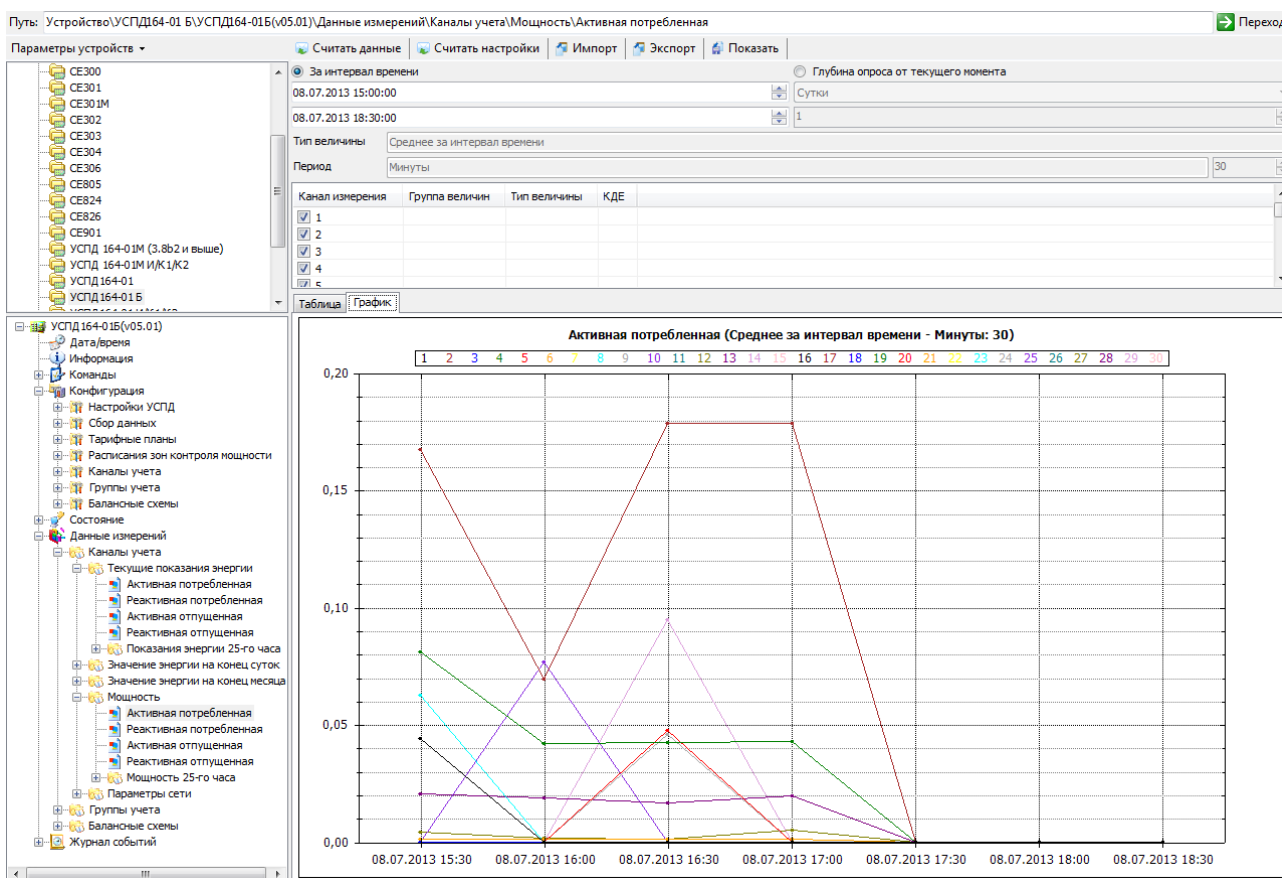 Путь: Устройство\УСПД164-01 Б\УСПД164-01Б(v05.01)\Данные измерений\Каналы учета\Мощность\Активная потребленная
Переход
Параметры устройств
Считать данные
Считать настройки
Импорт
Экспорт
Показать
CE300
CE301
CE301M
CE302
CE303
CE304
CE306
CE805
CE824
CE826
CE901
УСПД 164-01М (3.8b2 и выше)
УСПД 164-01М И/К1/К2
УСПД 164-01
УСПД 164-01 Б
За интервал времени
Глубина опроса от текущего момента
08.07.2013 15:00:00
Сутки
08.07.2013 18:30:00
1
Тип величины
Среднее за интервал времени
Период
Минуты
30
Канал измерения Группа величин Тип величины КДЕ
1
2
3
4
5
Таблица График
УСПД 164-01Б(v05.01)
Дата/время
Информация
Команды
Конфигурация
Настройки УСПД
Сбор данных
Тарифные планы
Расписания зон контроля мощности
Каналы учета
Группы учета
Балансные схемы
Состояние
Данные измерений
Каналы учета
Текущие показания энергии
Активная потребленная
Реактивная потребленная
Активная отпущенная
Реактивная отпущенная
Показания энергии 25-го часа
Значение энергии на конец суток
Значение энергии на конец месяца
Мощность
Активная потребленная
Реактивная потребленная
Активная отпущенная
Реактивная отпущенная
Мощность 25-го часа
Параметры сети
Группы учета
Балансные схемы
Журнал событий
Активная потребленная (Среднее за интервал времени - Минуты: 30)
1 2 3 4 5 6 7 8 9 10 11 12 13 14 15 16 17 18 19 20 21 22 23 24 25 26 27 28 29 30
0,20
0,15
0,10
0,05
0,00
08.07.2013 15:30 08.07.2013 16:00 08.07.2013 16:30 08.07.2013 17:00 08.07.2013 17:30 08.07.2013 18:00 08.07.2013 18:30